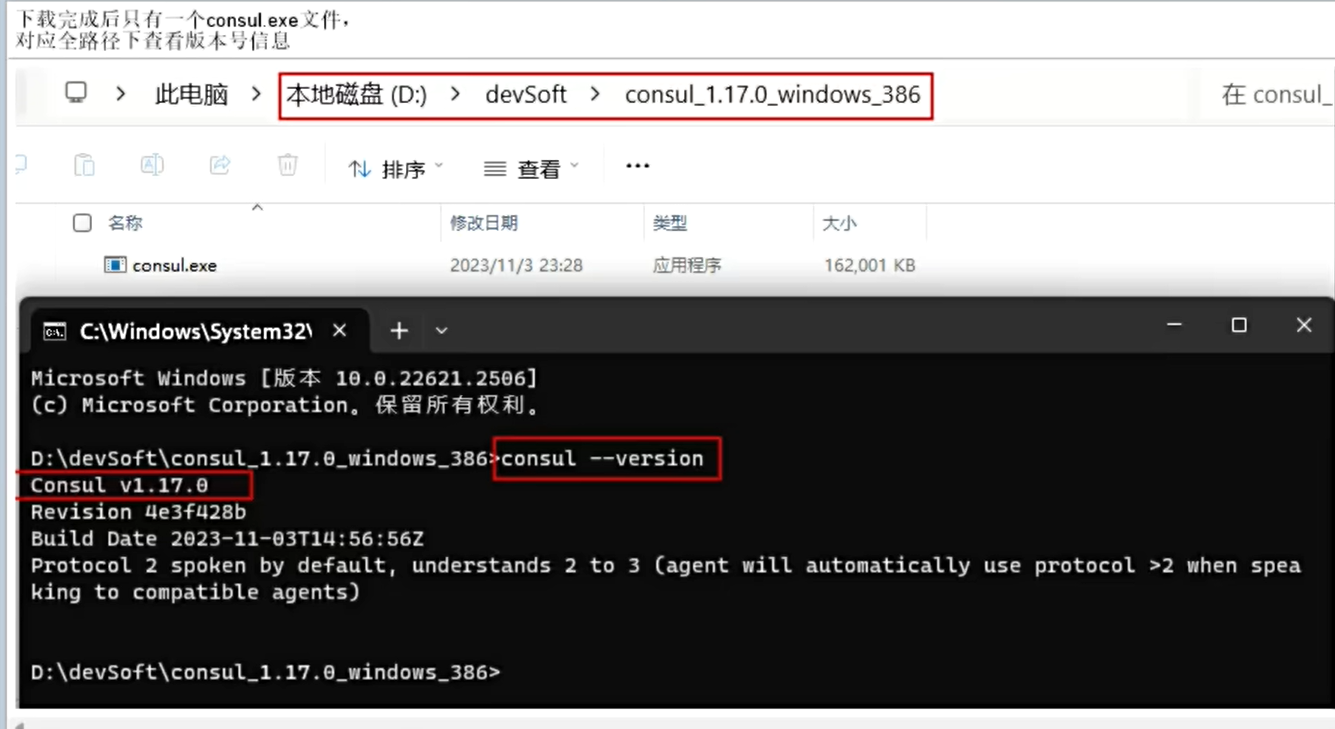 下载完成后只有一个consul.exe文件，
对应全路径下查看版本号信息
此电脑 > 本地磁盘 (D:) > devSoft > consul_1.17.0_windows_386 在 consul_
排序 查看 ...
名称 修改日期 类型 大小
consul.exe 2023/11/3 23:28 应用程序 162,001 KB
C:\Windows\System32\
Microsoft Windows [版本 10.0.22621.2506]
(c) Microsoft Corporation。保留所有权利。
D:\devSoft\consul_1.17.0_windows_386>consul --version
Consul v1.17.0
Revision 4e3f428b
Build Date 2023-11-03T14:56:56Z
Protocol 2 spoken by default, understands 2 to 3 (agent will automatically use protocol >2 when spea
king to compatible agents)
D:\devSoft\consul_1.17.0_windows_386>